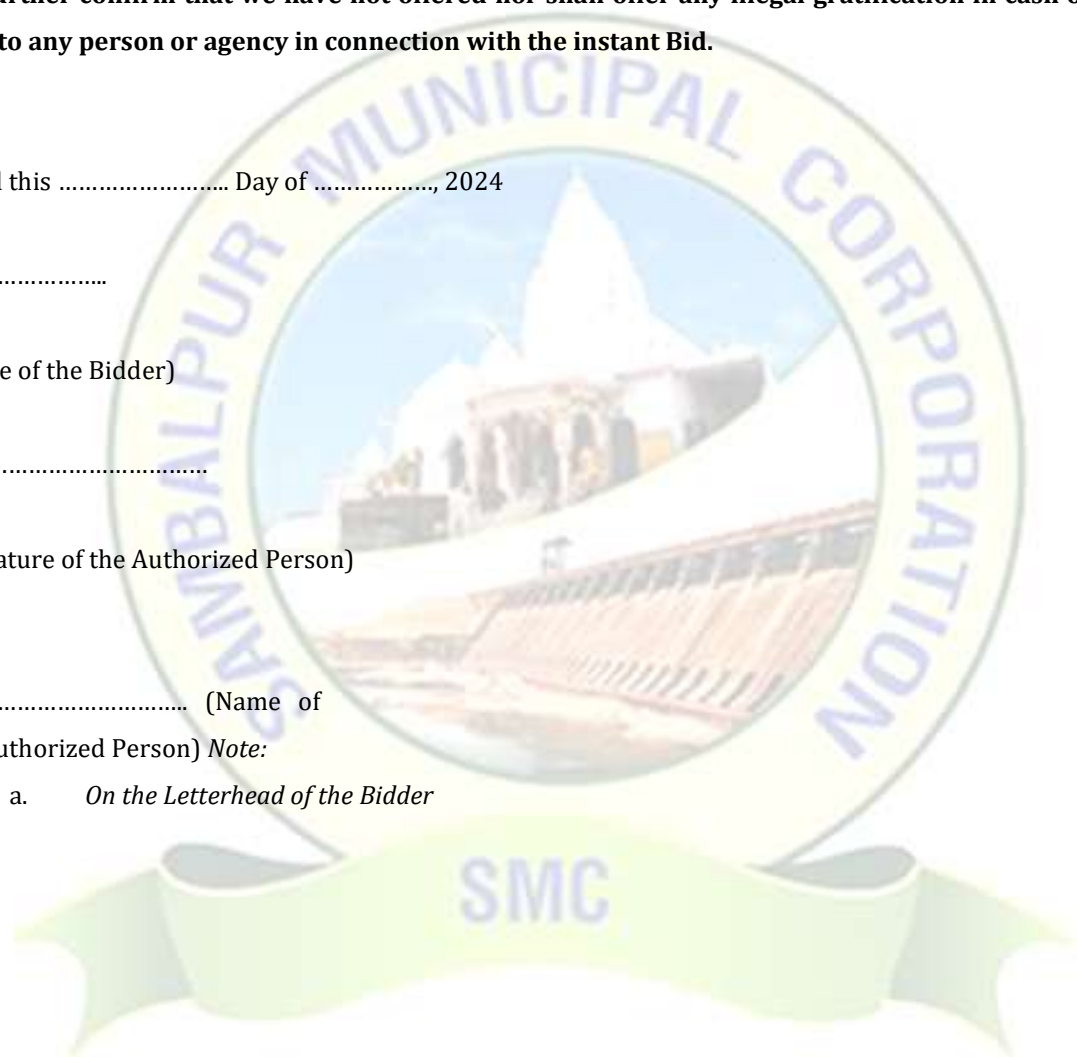 urther confirm that we have not offered nor shall offer any illegal gratification in cash o
to any person or agency in connection with the instant Bid.
this …………………….. Day of ………………, 2024
……………..
e of the Bidder)
…………………………
ature of the Authorized Person)
……………………….. (Name of
uthorized Person) Note:
a. On the Letterhead of the Bidder
SAMBALPUR MUNICIPAL CORPORATION
SMC